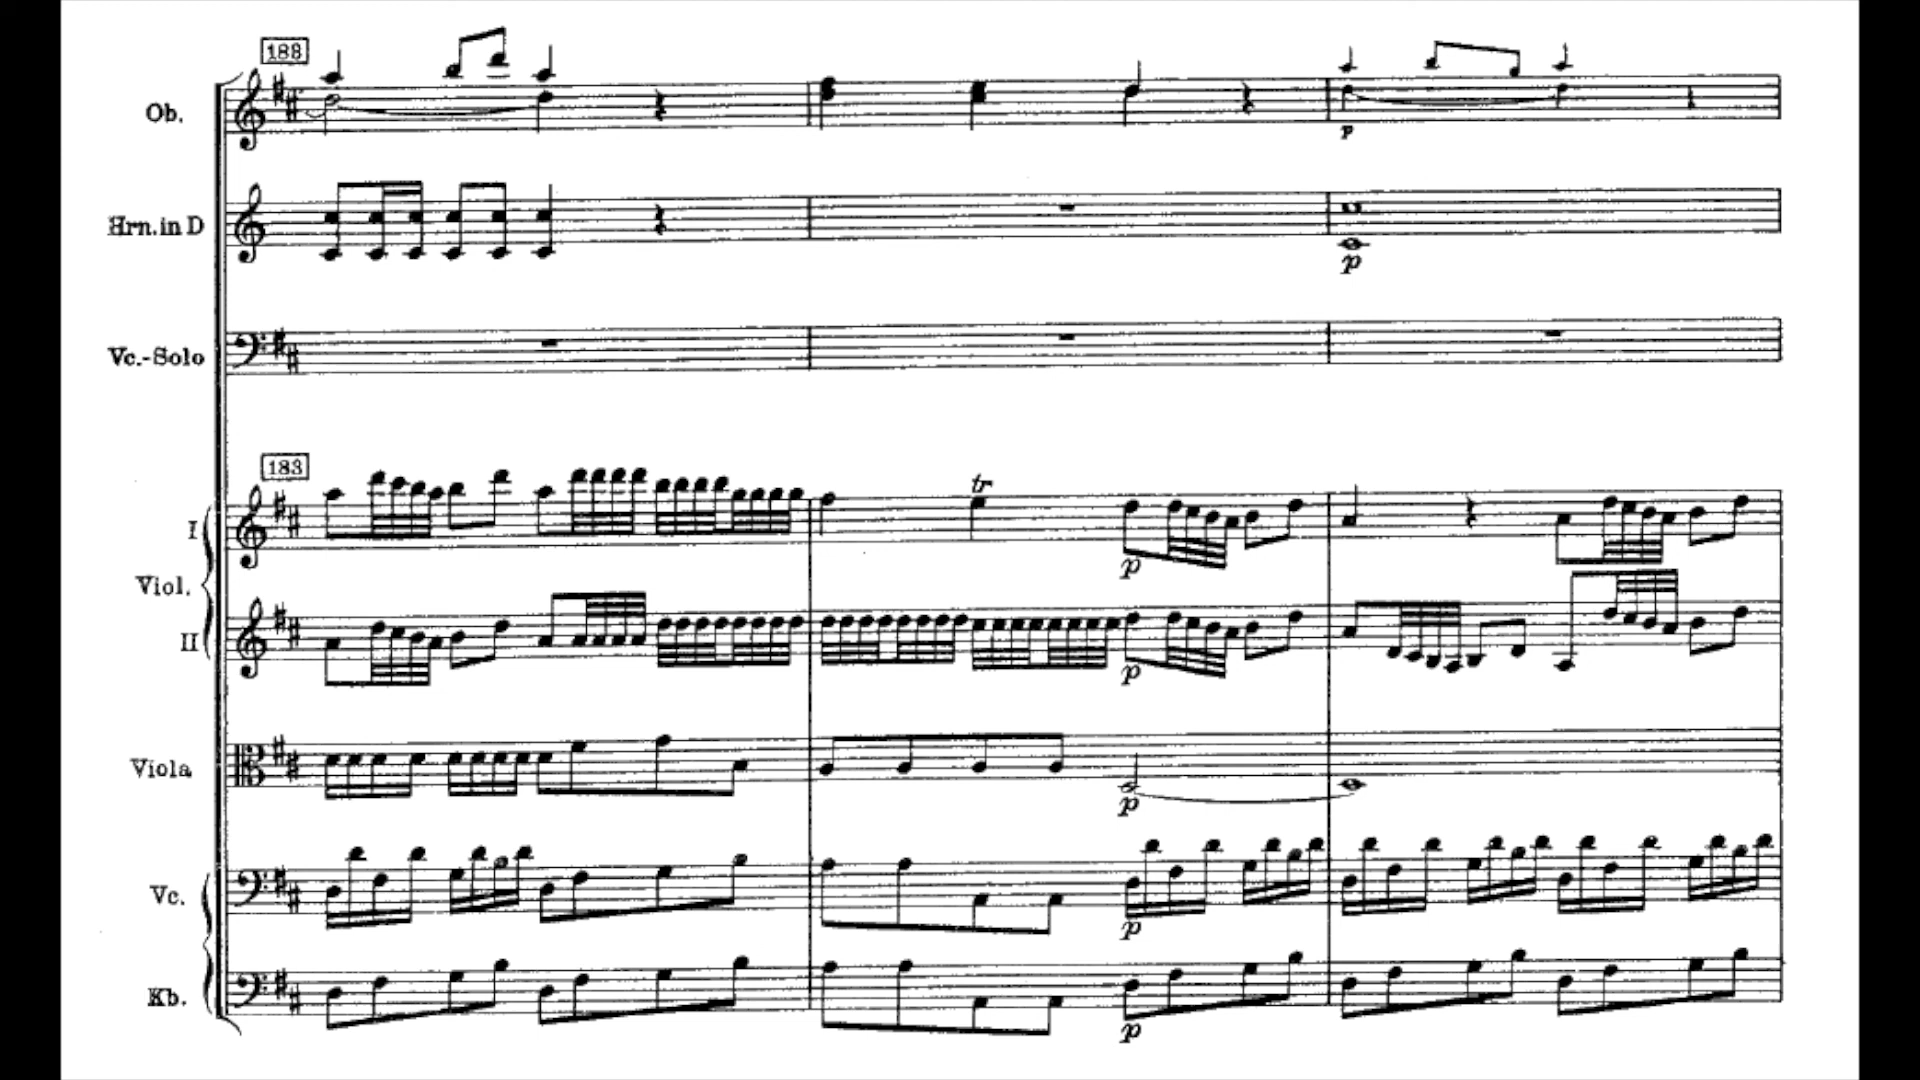 188
Ob.
p
Hrn. in D
p
Vc.-Solo
183
tr
I
p
Viol.
II
p
Viola
p
Vc.
p
Kb.
p